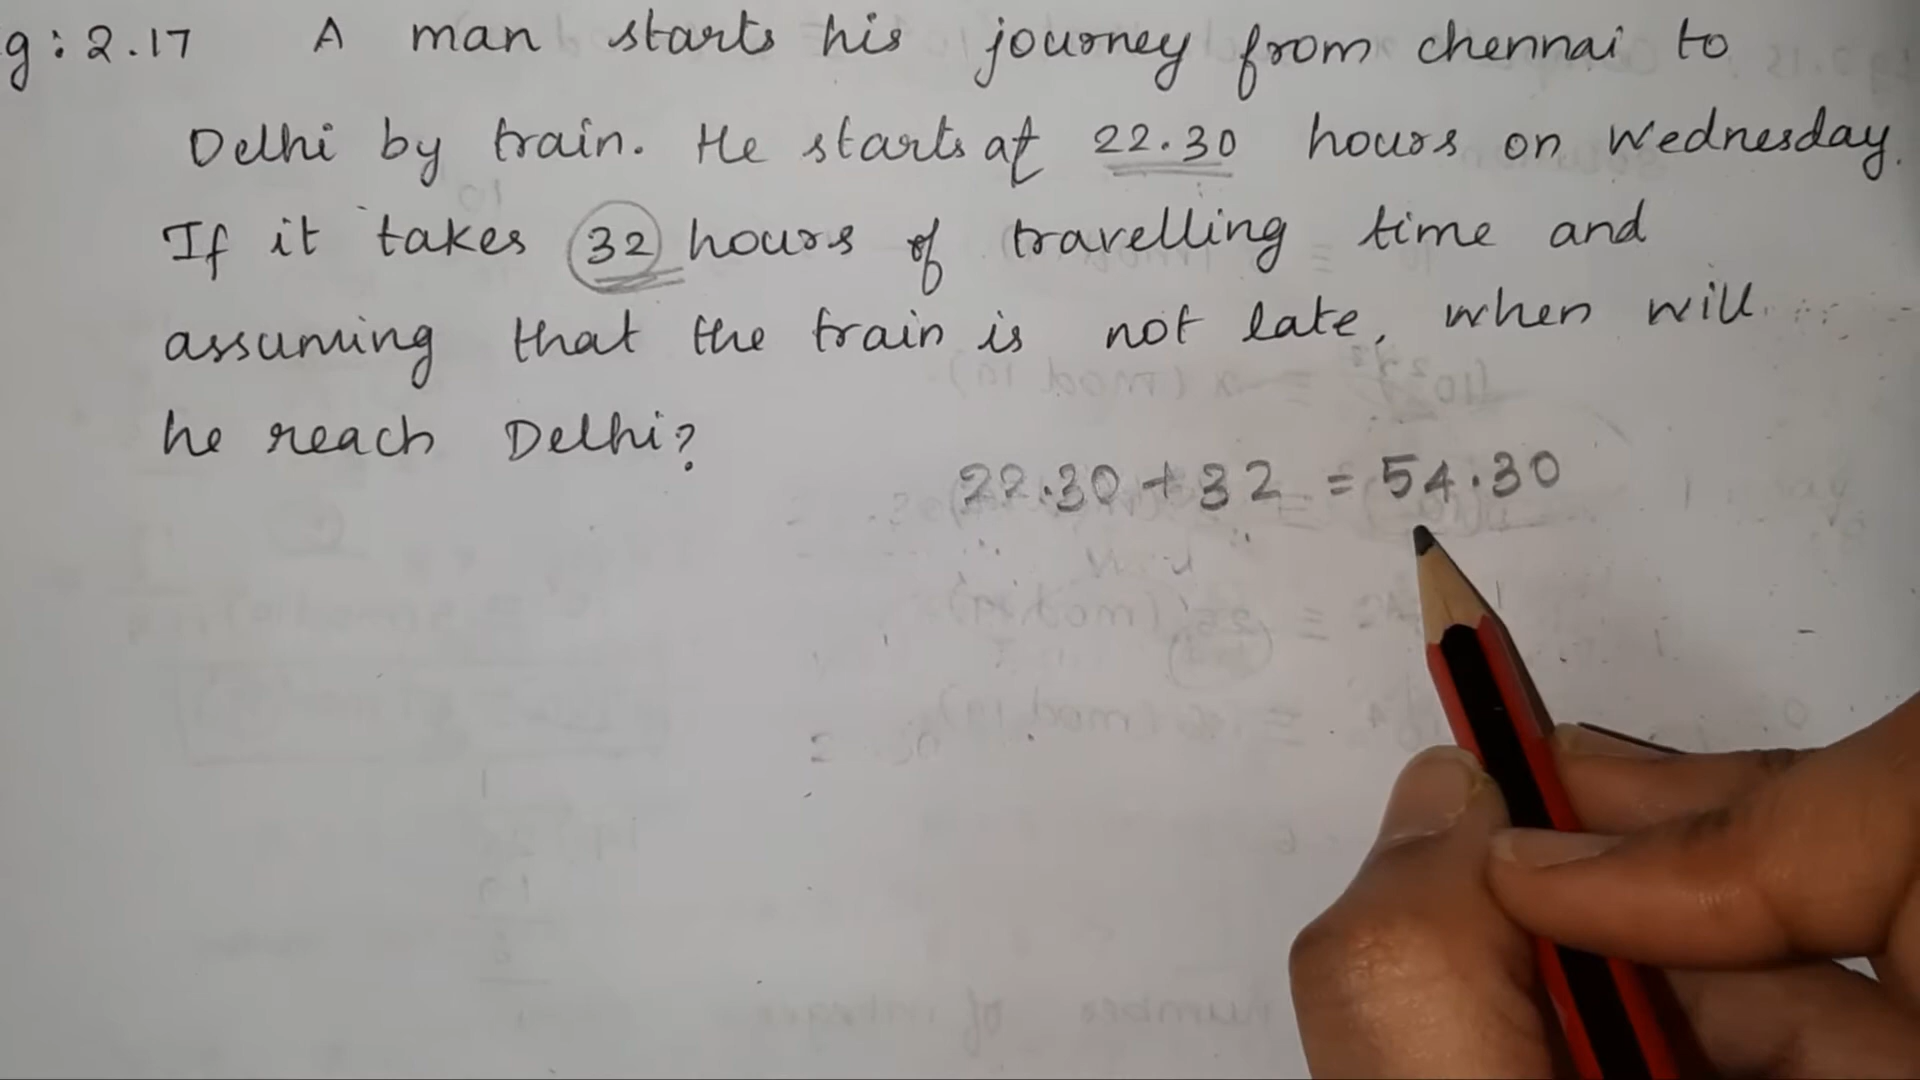 g: 2.17 A man starts his journey from chennai to
Delhi by train. He starts at 22.30 hours on Wednesday.
If it takes 32 hours of travelling time and
assuming that the train is not late, when will
he reach Delhi?
22.30 + 32 = 54.30